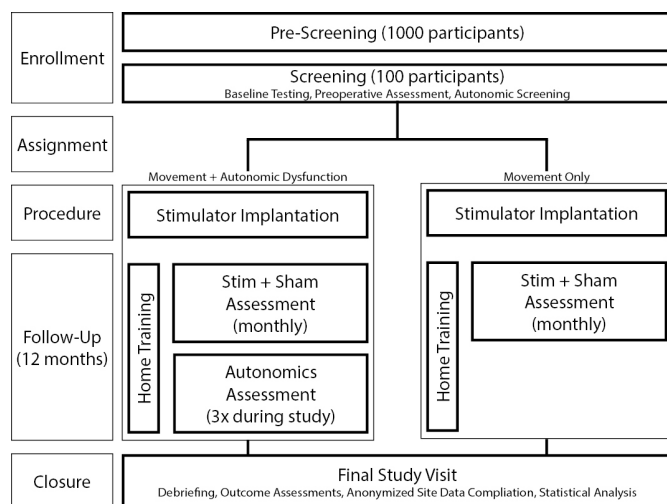 Enrollment
Pre-Screening (1000 participants)
Screening (100 participants)
Baseline Testing, Preoperative Assessment, Autonomic Screening
Assignment
Movement + Autonomic Dysfunction
Movement Only
Procedure
Stimulator Implantation
Stimulator Implantation
Follow-Up
(12 months)
Home Training
Stim + Sham
Assessment
(monthly)
Autonomics
Assessment
(3x during study)
Home Training
Stim + Sham
Assessment
(monthly)
Closure
Final Study Visit
Debriefing, Outcome Assessments, Anonymized Site Data Compliation, Statistical Analysis